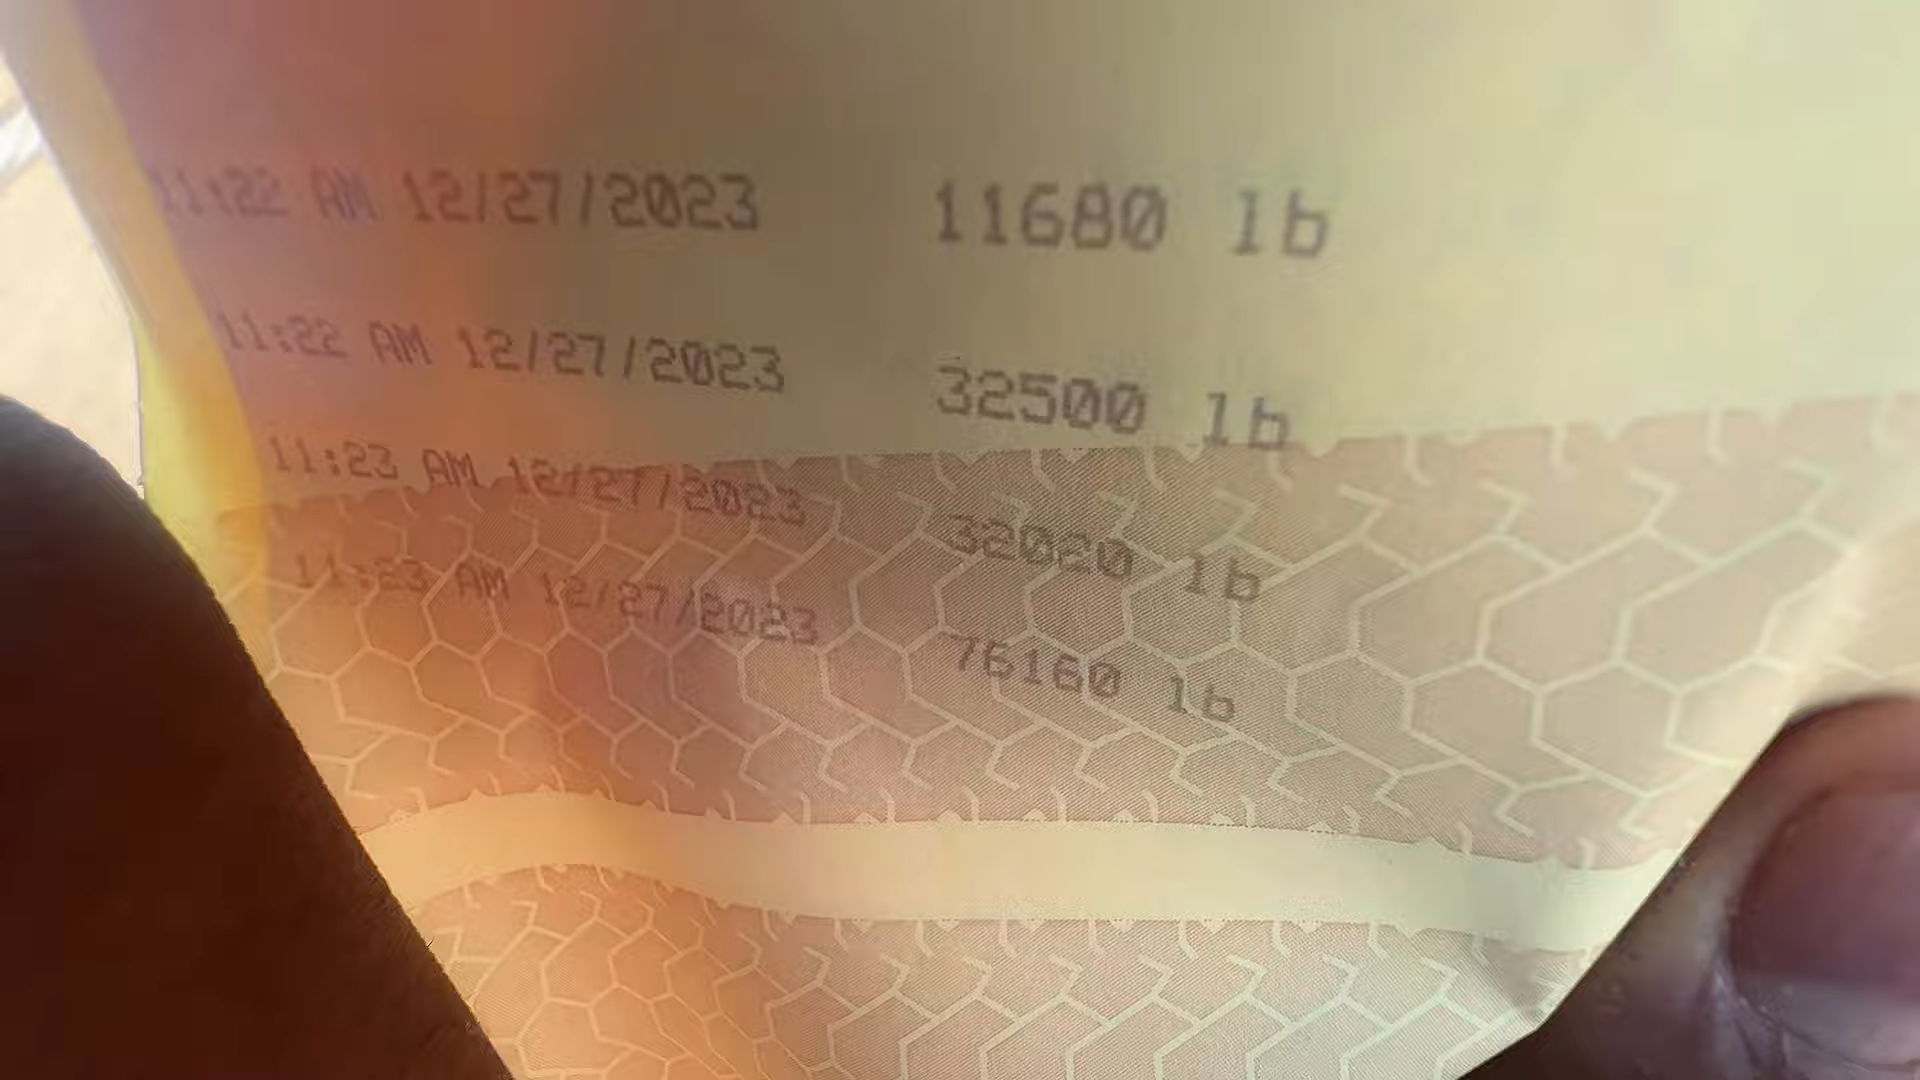 11:22 AM 12/27/2023 11680 lb
11:22 AM 12/27/2023 32500 lb
11:23 AM 12/27/2023 32020 lb
11:23 AM 12/27/2023 76160 lb